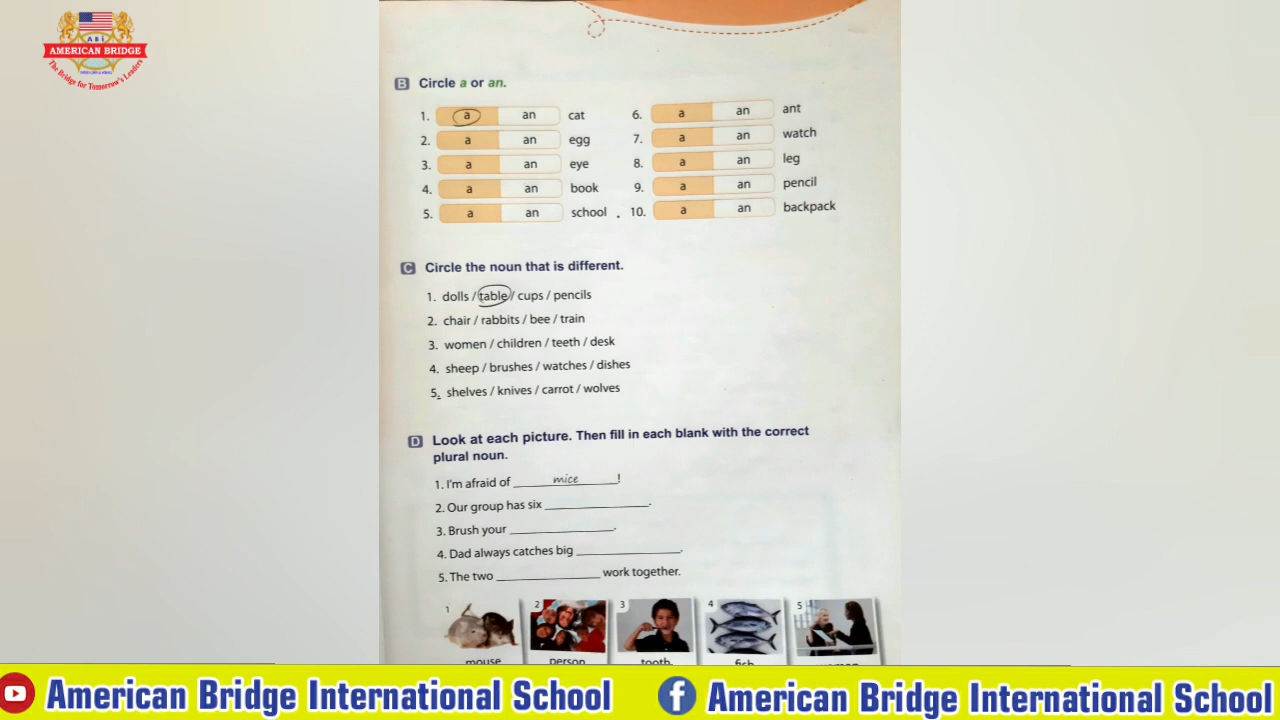 ABI
AMERICAN BRIDGE
The Bridge for Tomorrow's Leaders
B Circle a or an.
1. a an cat
2. a an egg
3. a an eye
4. a an book
5. a an school .
6. a an ant
7. a an watch
8. a an leg
9. a an pencil
10. a an backpack
C Circle the noun that is different.
1. dolls / table / cups / pencils
2. chair / rabbits / bee / train
3. women / children / teeth / desk
4. sheep / brushes / watches / dishes
5. shelves / knives / carrot / wolves
D Look at each picture. Then fill in each blank with the correct
plural noun.
1. I'm afraid of mice !
2. Our group has six ____________.
3. Brush your ____________.
4. Dad always catches big ____________.
5. The two ____________ work together.
1 2 3 4 5
mouse person tooth fish
American Bridge International School
American Bridge International School